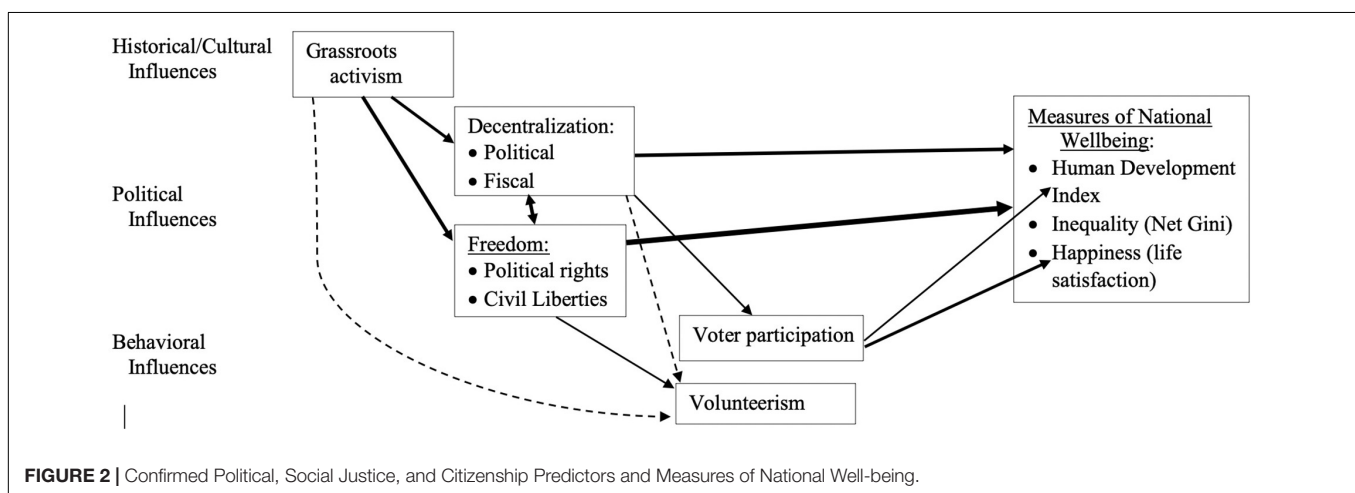 Historical/Cultural
Influences
Grassroots
activism
Decentralization:
• Political
• Fiscal
Measures of National
Wellbeing:
• Human Development
Index
• Inequality (Net Gini)
• Happiness (life
satisfaction)
Political
Influences
Freedom:
• Political rights
• Civil Liberties
Behavioral
Influences
Voter participation
Volunteerism
FIGURE 2 | Confirmed Political, Social Justice, and Citizenship Predictors and Measures of National Well-being.